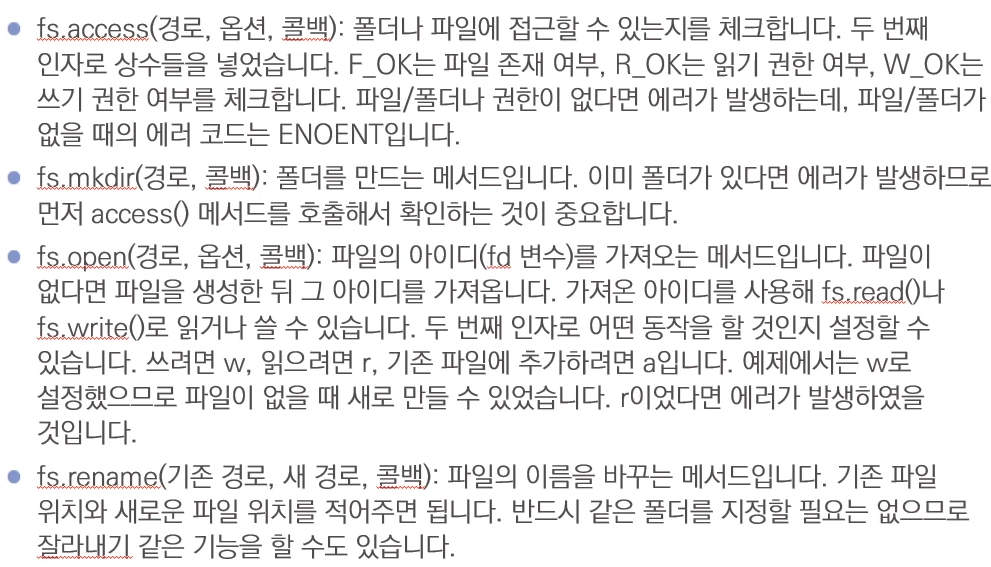 fs.access(경로, 옵션, 콜백): 폴더나 파일에 접근할 수 있는지를 체크합니다. 두 번째
인자로 상수들을 넣었습니다. F_OK는 파일 존재 여부, R_OK는 읽기 권한 여부, W_OK는
쓰기 권한 여부를 체크합니다. 파일/폴더나 권한이 없다면 에러가 발생하는데, 파일/폴더가
없을 때의 에러 코드는 ENOENT입니다.
fs.mkdir(경로, 콜백): 폴더를 만드는 메서드입니다. 이미 폴더가 있다면 에러가 발생하므로
먼저 access() 메서드를 호출해서 확인하는 것이 중요합니다.
fs.open(경로, 옵션, 콜백): 파일의 아이디(fd 변수)를 가져오는 메서드입니다. 파일이
없다면 파일을 생성한 뒤 그 아이디를 가져옵니다. 가져온 아이디를 사용해 fs.read()나
fs.write()로 읽거나 쓸 수 있습니다. 두 번째 인자로 어떤 동작을 할 것인지 설정할 수
있습니다. 쓰려면 w, 읽으려면 r, 기존 파일에 추가하려면 a입니다. 예제에서는 w로
설정했으므로 파일이 없을 때 새로 만들 수 있었습니다. r이었다면 에러가 발생하였을
것입니다.
fs.rename(기존 경로, 새 경로, 콜백): 파일의 이름을 바꾸는 메서드입니다. 기존 파일
위치와 새로운 파일 위치를 적어주면 됩니다. 반드시 같은 폴더를 지정할 필요는 없으므로
잘라내기 같은 기능을 할 수도 있습니다.